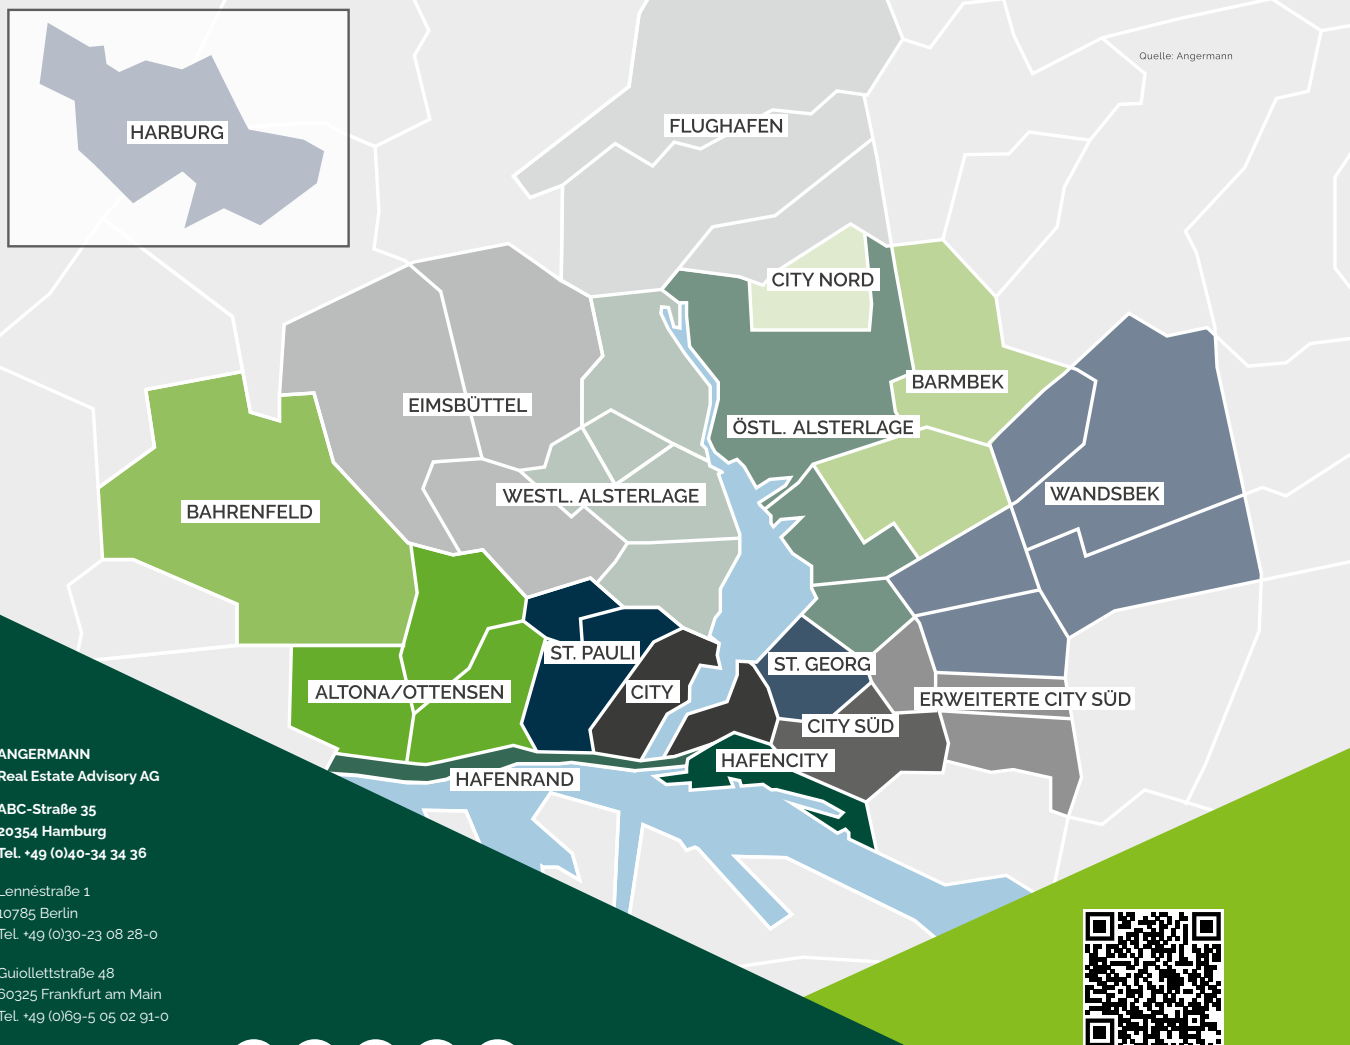 HARBURG
Quelle: Angermann
FLUGHAFEN
CITY NORD
BARMBEK
EIMSBÜTTEL
ÖSTL. ALSTERLAGE
WESTL. ALSTERLAGE
WANDSBEK
BAHRENFELD
ST. PAULI
ST. GEORG
ALTONA/OTTENSEN
CITY
ERWEITERTE CITY SÜD
CITY SÜD
HAFENCITY
HAFENRAND
ANGERMANN
Real Estate Advisory AG
ABC-Straße 35
20354 Hamburg
Tel. +49 (0)40-34 34 36
Lennéstraße 1
10785 Berlin
Tel. +49 (0)30-23 08 28-0
Guiollettstraße 48
60325 Frankfurt am Main
Tel. +49 (0)69-5 05 02 91-0